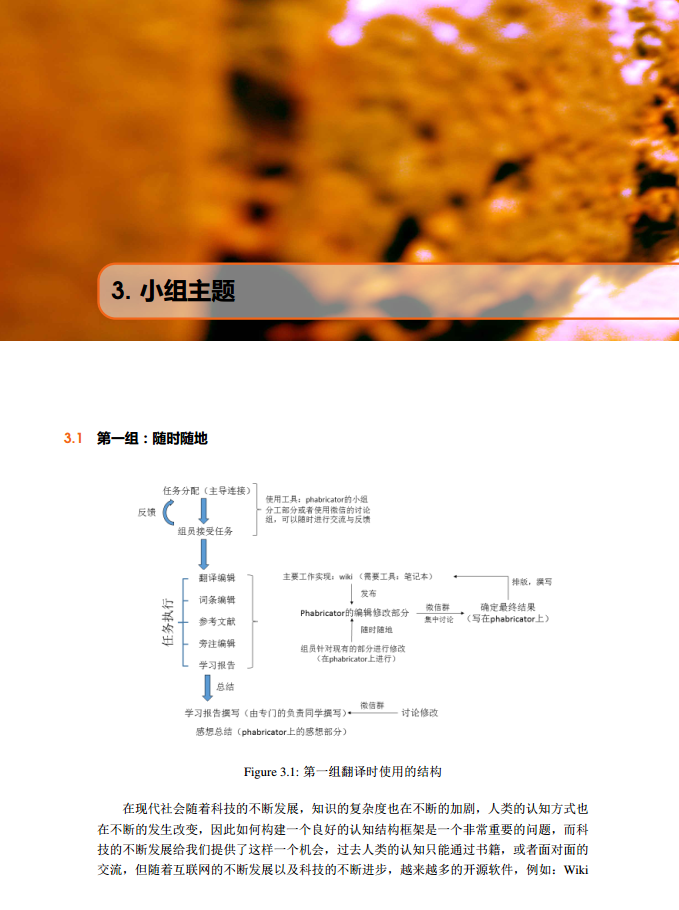 3. 小组主题
3.1 第一组：随时随地
任务分配（主导连接）
反馈
组员接受任务
使用工具：phabricator的小组
分工部分或者使用微信的讨论
组，可以随时进行交流与反馈
任务执行
翻译编辑
词条编辑
参考文献
旁注编辑
学习报告
主要工作实现：wiki （需要工具：笔记本）
发布
Phabricator的编辑修改部分
微信群
集中讨论
确定最终结果
（写在phabricator上）
排版，撰写
随时随地
组员针对现有的部分进行修改
（在phabricator上进行）
总结
学习报告撰写（由专门的负责同学撰写）
微信群
讨论修改
感想总结（phabricator上的感想部分）
Figure 3.1: 第一组翻译时使用的结构
在现代社会随着科技的不断发展，知识的复杂度也在不断的加剧，人类的认知方式也
在不断的发生改变，因此如何构建一个良好的认知结构框架是一个非常重要的问题，而科
技的不断发展给我们提供了这样一个机会，过去人类的认知只能通过书籍，或者面对面的
交流，但随着互联网的不断发展以及科技的不断进步，越来越多的开源软件，例如：Wiki